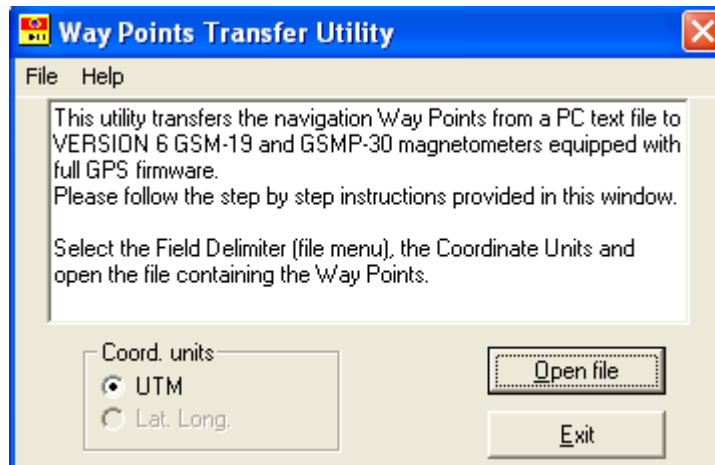 Way Points Transfer Utility
File Help
This utility transfers the navigation Way Points from a PC text file to
VERSION 6 GSM-19 and GSMP-30 magnetometers equipped with
full GPS firmware.
Please follow the step by step instructions provided in this window.
Select the Field Delimiter (file menu), the Coordinate Units and
open the file containing the Way Points.
Coord. units
UTM
Lat. Long.
Open file
Exit